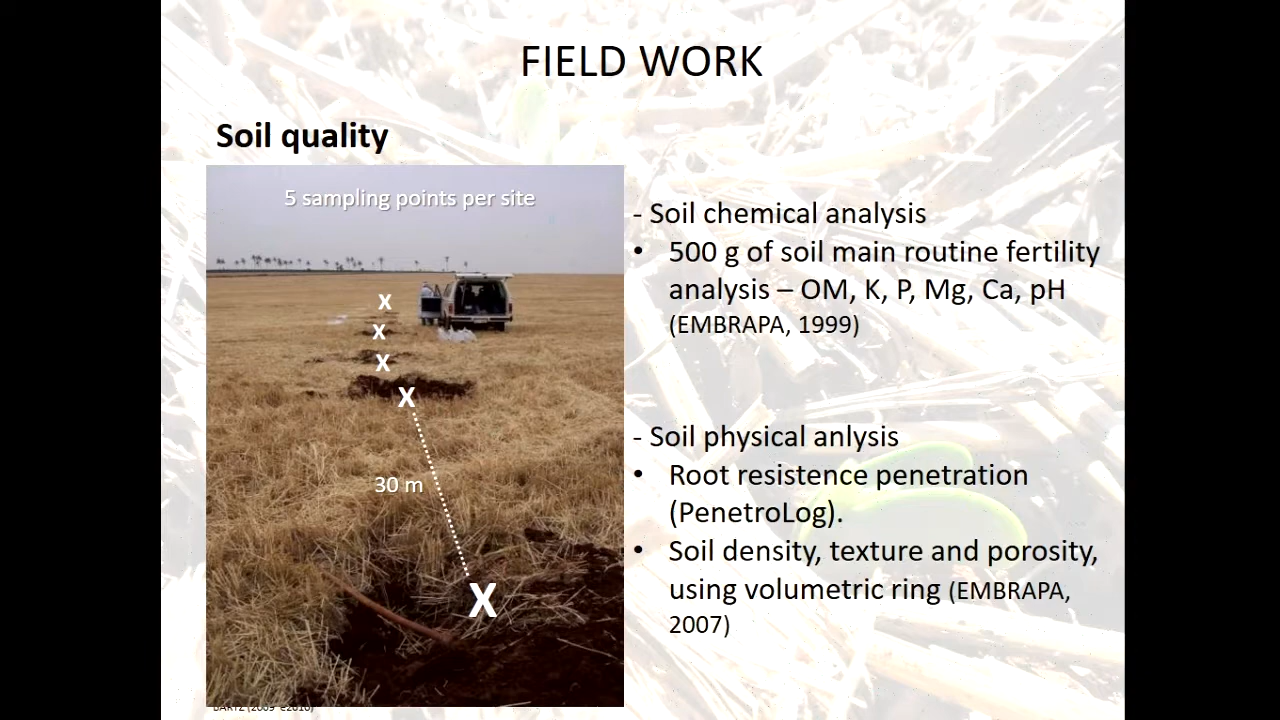 FIELD WORK
Soil quality
5 sampling points per site
X
X
X
X
30 m
X
- Soil chemical analysis
• 500 g of soil main routine fertility
analysis – OM, K, P, Mg, Ca, pH
(EMBRAPA, 1999)
- Soil physical anlysis
• Root resistence penetration
(PenetroLog).
• Soil density, texture and porosity,
using volumetric ring (EMBRAPA,
2007)